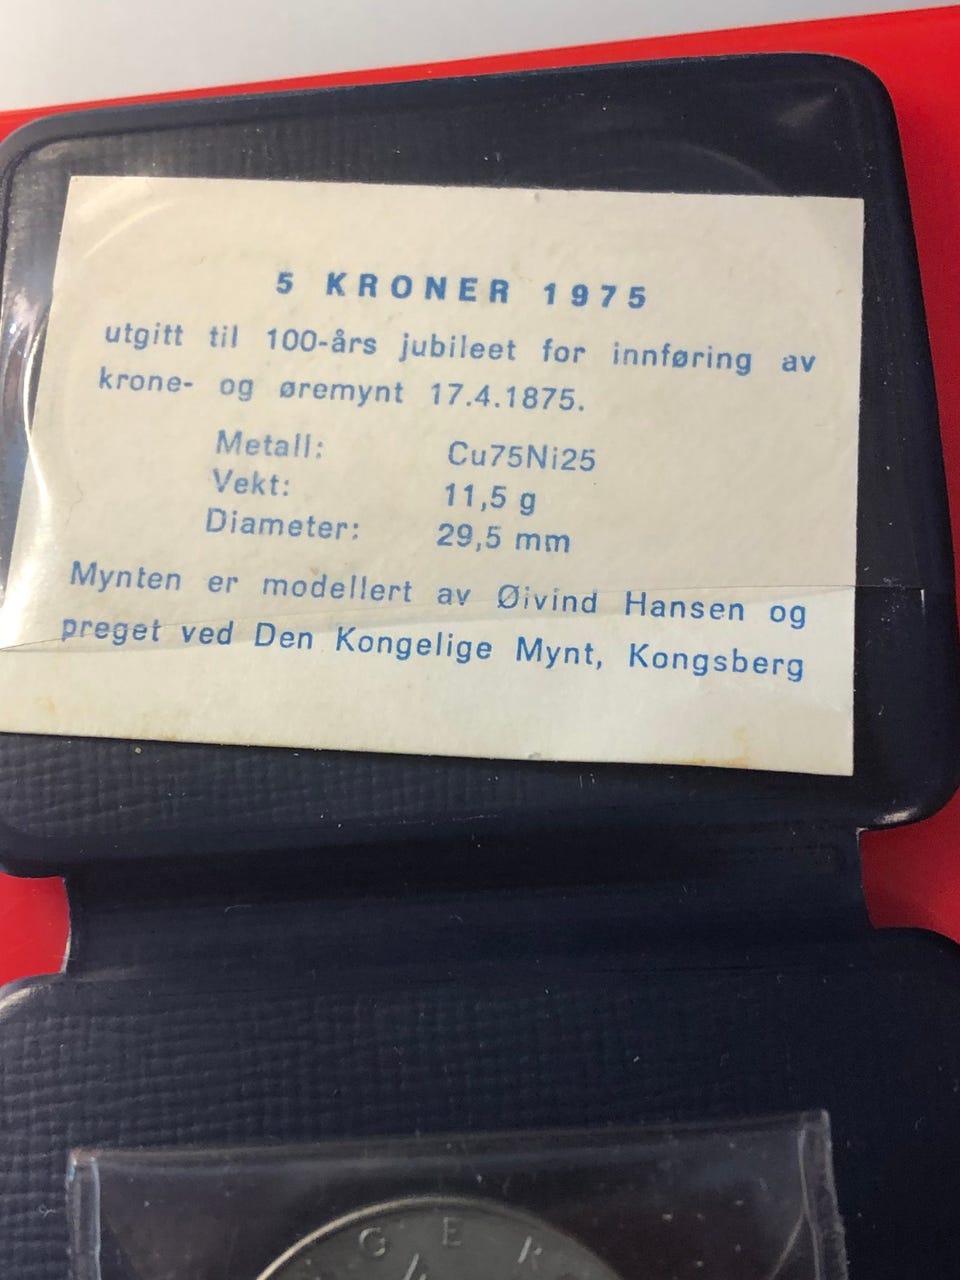 5 KRONER 1975
utgitt til 100-års jubileet for innføring av
krone- og øremynt 17.4.1875.
Metall: Cu75Ni25
Vekt: 11,5 g
Diameter: 29,5 mm
Mynten er modellert av Øivind Hansen og
preget ved Den Kongelige Mynt, Kongsberg